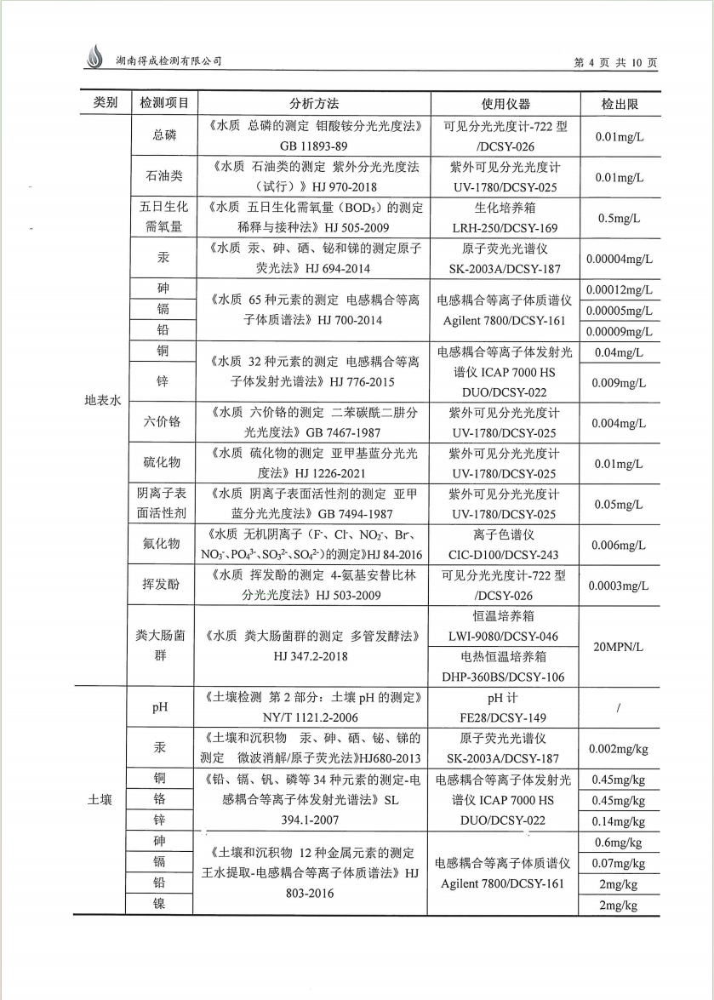 湖南得成检测有限公司
第 4 页 共 10 页
类别 检测项目 分析方法 使用仪器 检出限
地表水
总磷
《水质 总磷的测定 钼酸铵分光光度法》
GB 11893-89
可见分光光度计-722 型
/DCSY-026
0.01mg/L
石油类
《水质 石油类的测定 紫外分光光度法
（试行）》HJ 970-2018
紫外可见分光光度计
UV-1780/DCSY-025
0.01mg/L
五日生化
需氧量
《水质 五日生化需氧量（BOD₅）的测定
稀释与接种法》HJ 505-2009
生化培养箱
LRH-250/DCSY-169
0.5mg/L
汞
《水质 汞、砷、硒、铋和锑的测定原子
荧光法》HJ 694-2014
原子荧光光谱仪
SK-2003A/DCSY-187
0.00004mg/L
砷
镉
铅
《水质 65 种元素的测定 电感耦合等离
子体质谱法》HJ 700-2014
电感耦合等离子体质谱仪
Agilent 7800/DCSY-161
0.00012mg/L
0.00005mg/L
0.00009mg/L
铜
锌
《水质 32 种元素的测定 电感耦合等离
子体发射光谱法》HJ 776-2015
电感耦合等离子体发射光
谱仪 ICAP 7000 HS
DUO/DCSY-022
0.04mg/L
0.009mg/L
六价铬
《水质 六价铬的测定 二苯碳酰二肼分
光光度法》GB 7467-1987
紫外可见分光光度计
UV-1780/DCSY-025
0.004mg/L
硫化物
《水质 硫化物的测定 亚甲基蓝分光光
度法》HJ 1226-2021
紫外可见分光光度计
UV-1780/DCSY-025
0.01mg/L
阴离子表
面活性剂
《水质 阴离子表面活性剂的测定 亚甲
蓝分光光度法》GB 7494-1987
紫外可见分光光度计
UV-1780/DCSY-025
0.05mg/L
氟化物
《水质 无机阴离子（F⁻、Cl⁻、NO₂⁻、Br⁻、
NO₃⁻、PO₄³⁻、SO₃²⁻、SO₄²⁻）的测定》HJ 84-2016
离子色谱仪
CIC-D100/DCSY-243
0.006mg/L
挥发酚
《水质 挥发酚的测定 4-氨基安替比林
分光光度法》HJ 503-2009
可见分光光度计-722 型
/DCSY-026
0.0003mg/L
粪大肠菌
群
《水质 粪大肠菌群的测定 多管发酵法》
HJ 347.2-2018
恒温培养箱
LWI-9080/DCSY-046
电热恒温培养箱
DHP-360BS/DCSY-106
20MPN/L
土壤
pH
《土壤检测 第 2 部分：土壤 pH 的测定》
NY/T 1121.2-2006
pH 计
FE28/DCSY-149
/
汞
《土壤和沉积物 汞、砷、硒、铋、锑的
测定 微波消解/原子荧光法》HJ680-2013
原子荧光光谱仪
SK-2003A/DCSY-187
0.002mg/kg
铜
铬
锌
《铅、镉、钒、磷等 34 种元素的测定-电
感耦合等离子体发射光谱法》SL
394.1-2007
电感耦合等离子体发射光
谱仪 ICAP 7000 HS
DUO/DCSY-022
0.45mg/kg
0.45mg/kg
0.14mg/kg
砷
镉
铅
镍
《土壤和沉积物 12 种金属元素的测定
王水提取-电感耦合等离子体质谱法》HJ
803-2016
电感耦合等离子体质谱仪
Agilent 7800/DCSY-161
0.6mg/kg
0.07mg/kg
2mg/kg
2mg/kg